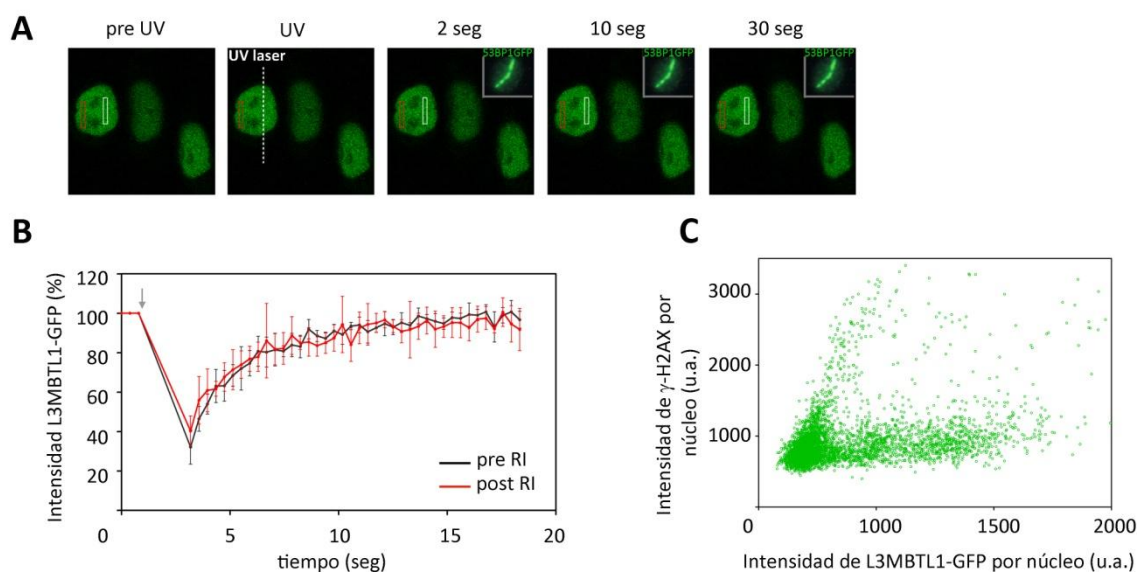 A
pre UV
UV
2 seg
10 seg
30 seg
UV laser
53BP1GFP
53BP1GFP
53BP1GFP
B
Intensidad L3MBTL1-GFP (%)
120
100
80
60
40
20
0
5
10
15
20
pre RI
post RI
tiempo (seg)
C
Intensidad de γ-H2AX por
núcleo (u.a.)
3000
2000
1000
0
1000
1500
2000
Intensidad de L3MBTL1-GFP por núcleo (u.a.)